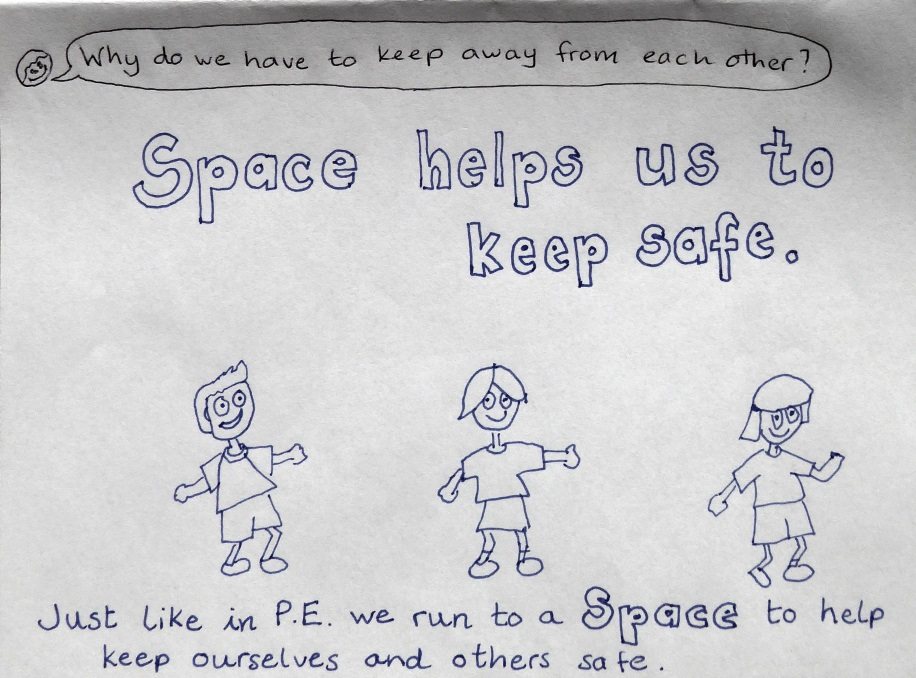 Why do we have to keep away from each other?
Space helps us to
keep safe.
Just like in P.E. we run to a Space to help
keep ourselves and others safe.